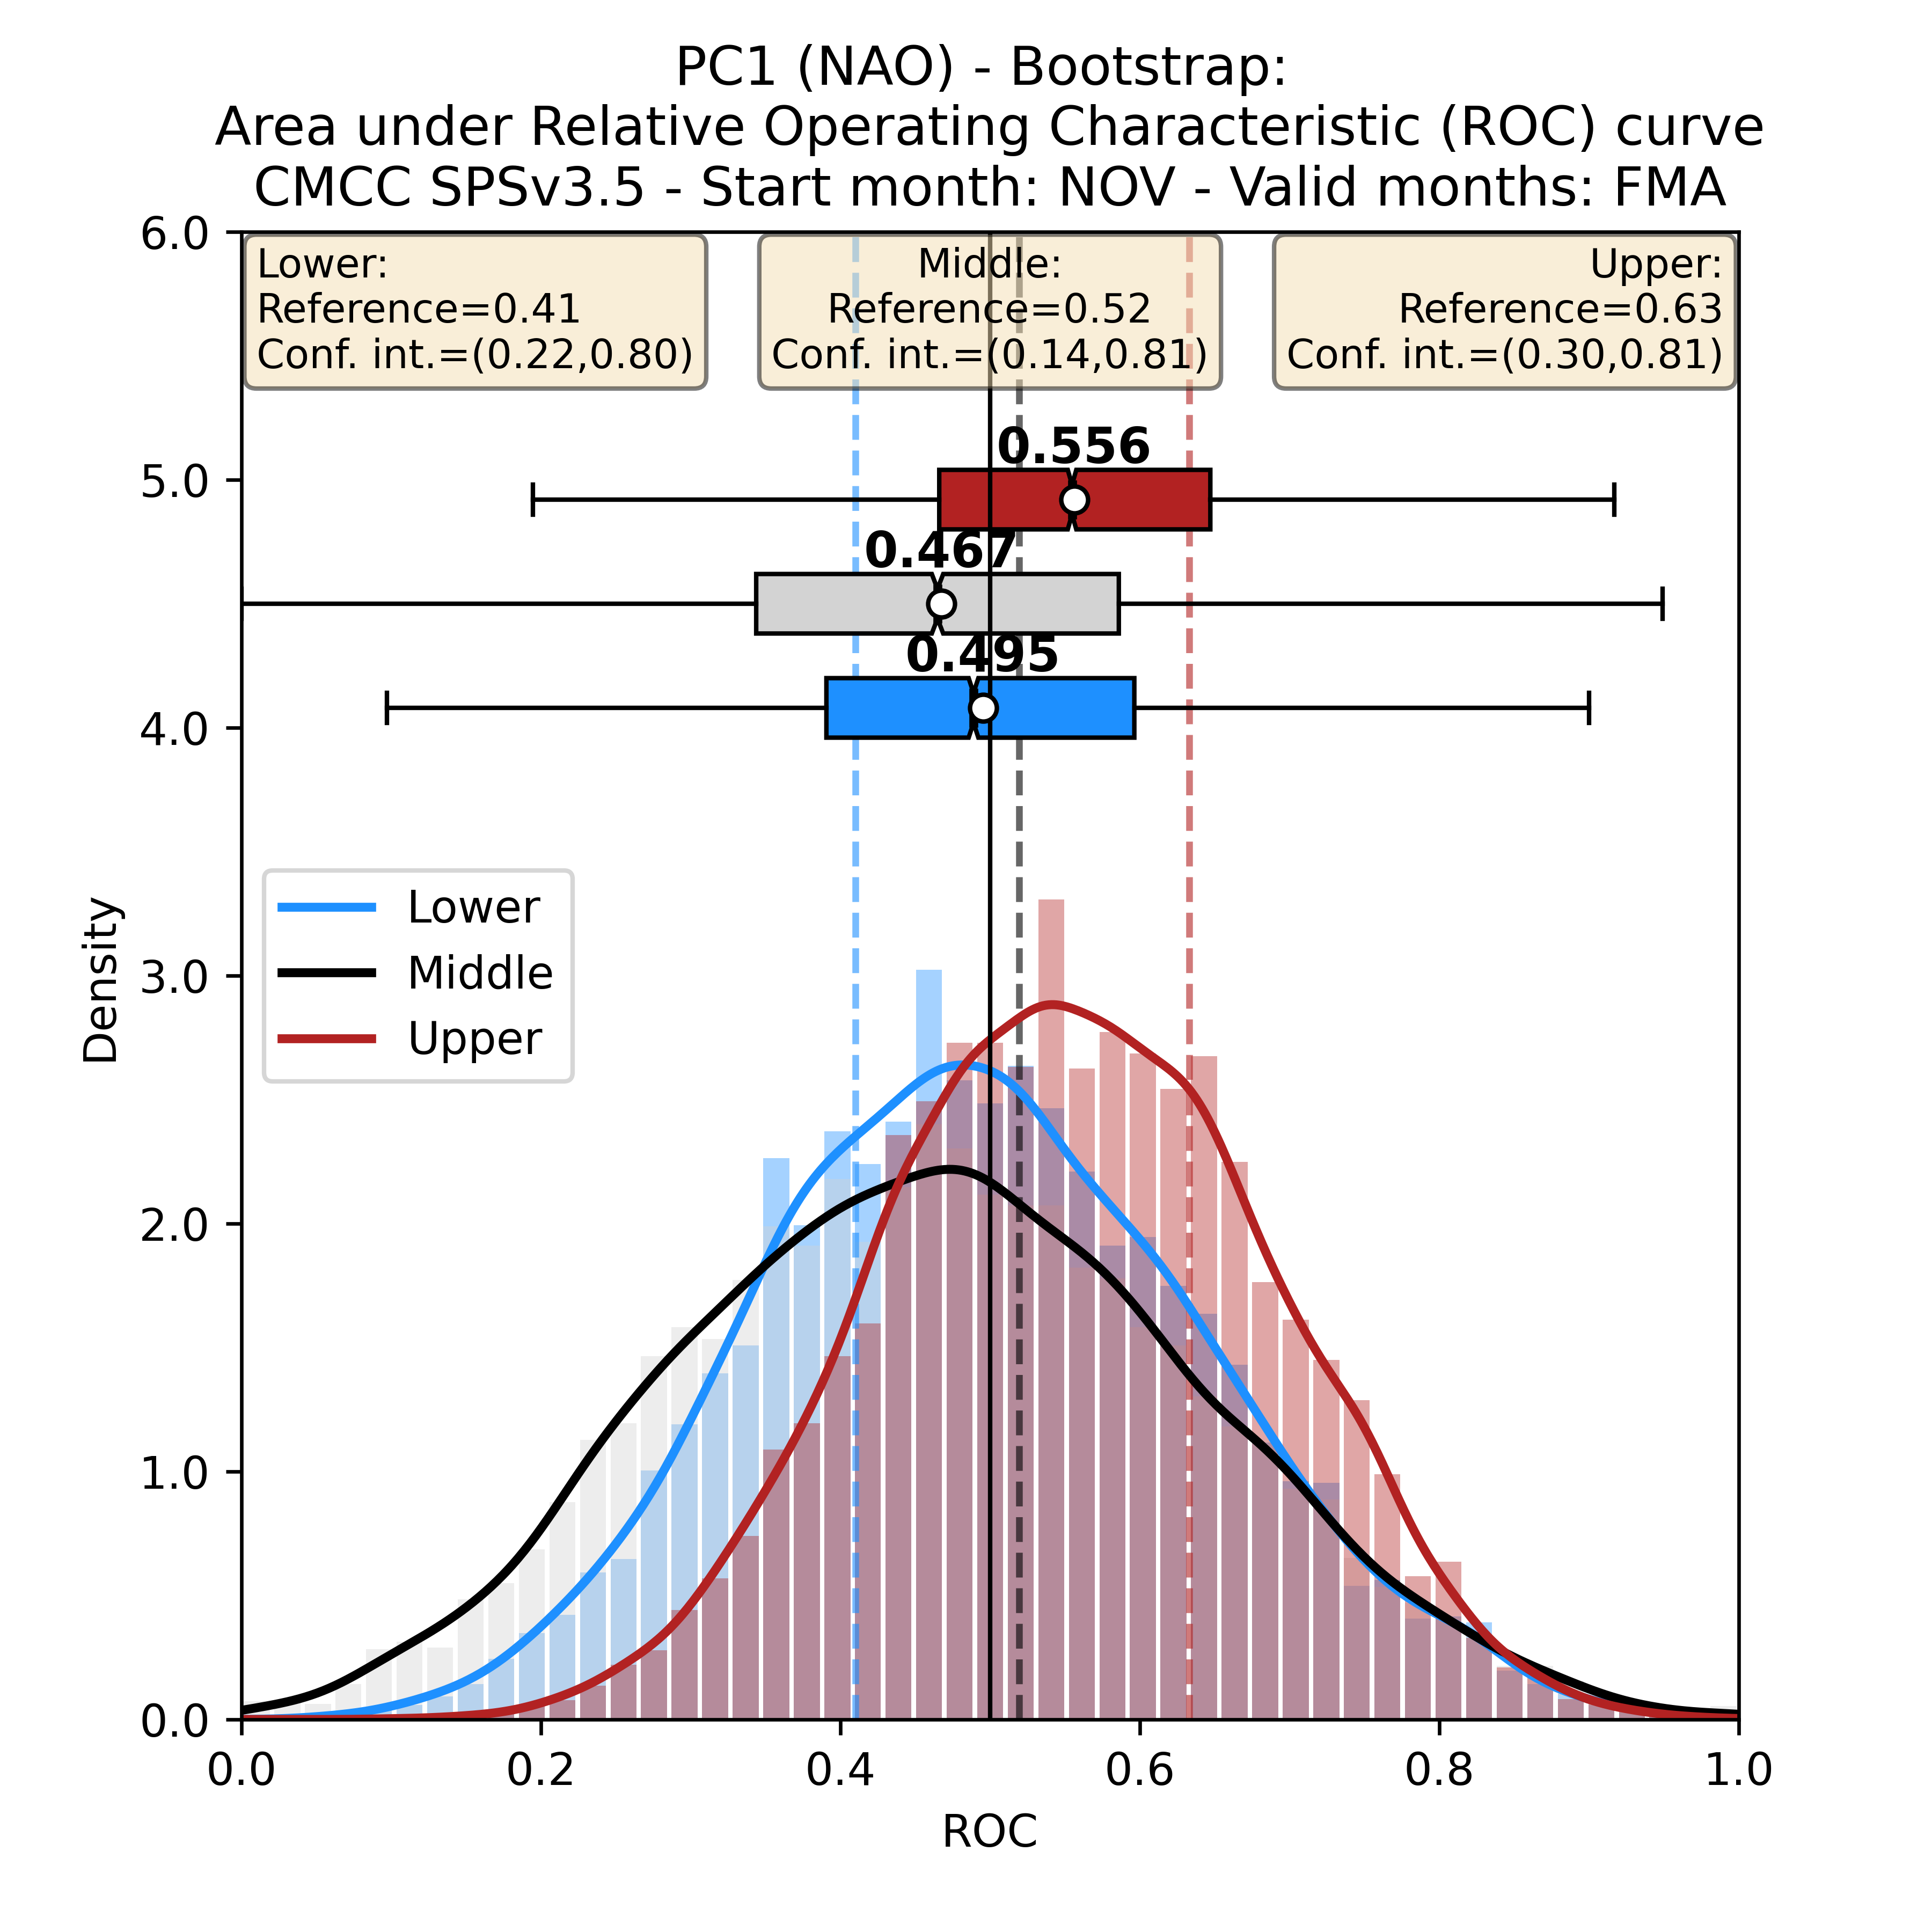 PC1 (NAO) - Bootstrap:
Area under Relative Operating Characteristic (ROC) curve
CMCC SPSv3.5 - Start month: NOV - Valid months: FMA
Lower:
Reference=0.41
Conf. int.=(0.22,0.80)
Middle:
Reference=0.52
Conf. int.=(0.14,0.81)
Upper:
Reference=0.63
Conf. int.=(0.30,0.81)
0.556
0.467
0.495
Lower
Middle
Upper
Density
6.0
5.0
4.0
3.0
2.0
1.0
0.0
0.0
0.2
0.4
0.6
0.8
1.0
ROC